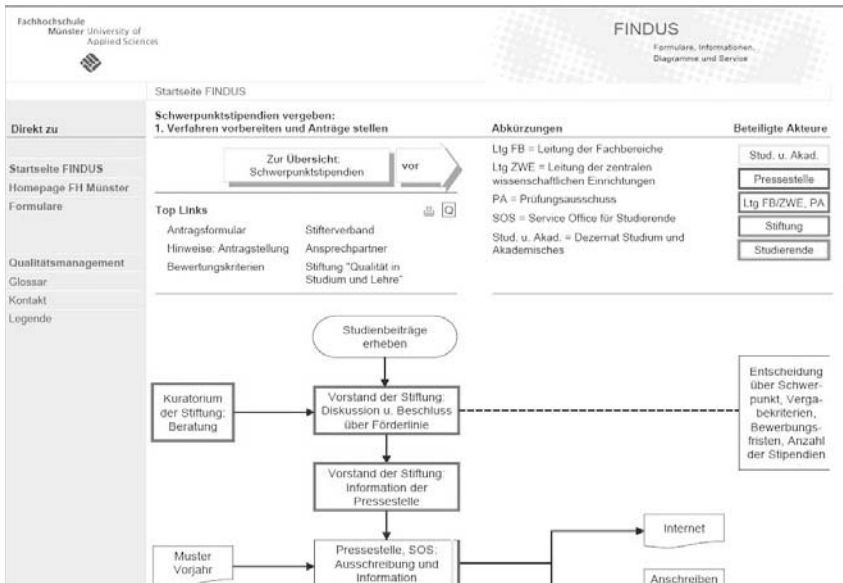 Fachhochschule
Münster University of
Applied Sciences
FINDUS
Formulare, Informationen,
Diagramme und Service
Startseite FINDUS
Direkt zu
Startseite FINDUS
Homepage FH Münster
Formulare
Qualitätsmanagement
Glossar
Kontakt
Legende
Schwerpunktstipendien vergeben:
1. Verfahren vorbereiten und Anträge stellen
Zur Übersicht:
Schwerpunktstipendien
vor
Top Links
Antragsformular
Hinweise: Antragstellung
Bewertungskriterien
Stifterverband
Ansprechpartner
Stiftung "Qualität in
Studium und Lehre"
Abkürzungen
Ltg FB = Leitung der Fachbereiche
Ltg ZWE = Leitung der zentralen
wissenschaftlichen Einrichtungen
PA = Prüfungsausschuss
SOS = Service Office für Studierende
Stud. u. Akad. = Dezernat Studium und
Akademisches
Beteiligte Akteure
Stud. u. Akad.
Pressestelle
Ltg FB/ZWE, PA
Stiftung
Studierende
Studienbeiträge
erheben
Kuratorium
der Stiftung:
Beratung
Vorstand der Stiftung:
Diskussion u. Beschluss
über Förderlinie
Entscheidung
über Schwer-
punkt, Verga-
bekriterien,
Bewerbungs-
fristen, Anzahl
der Stipendien
Vorstand der Stiftung:
Information der
Pressestelle
Muster
Vorjahr
Pressestelle, SOS:
Ausschreibung und
Information
Internet
Anschreiben